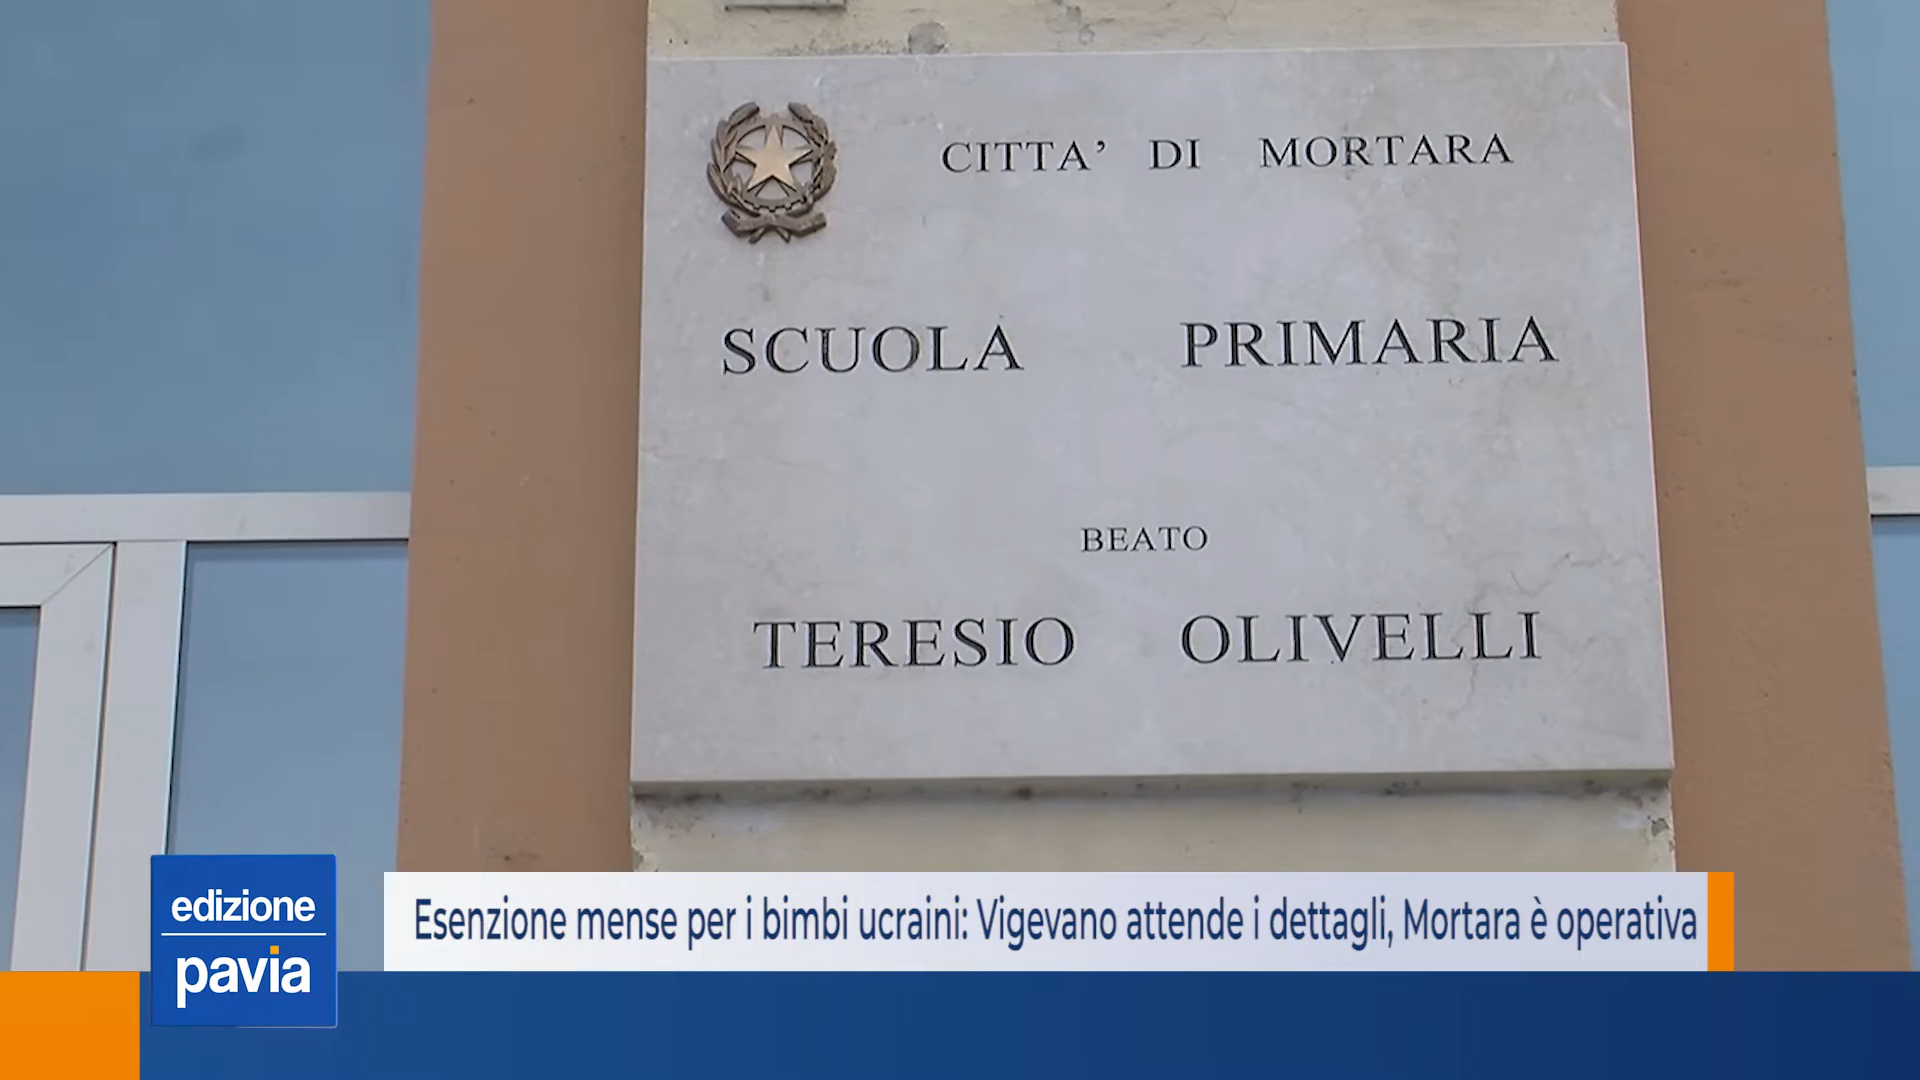 CITTA' DI MORTARA
SCUOLA PRIMARIA
BEATO
TERESIO OLIVELLI
Esenzione mense per i bimbi ucraini: Vigevano attende i dettagli, Mortara è operativa
edizione
pavia